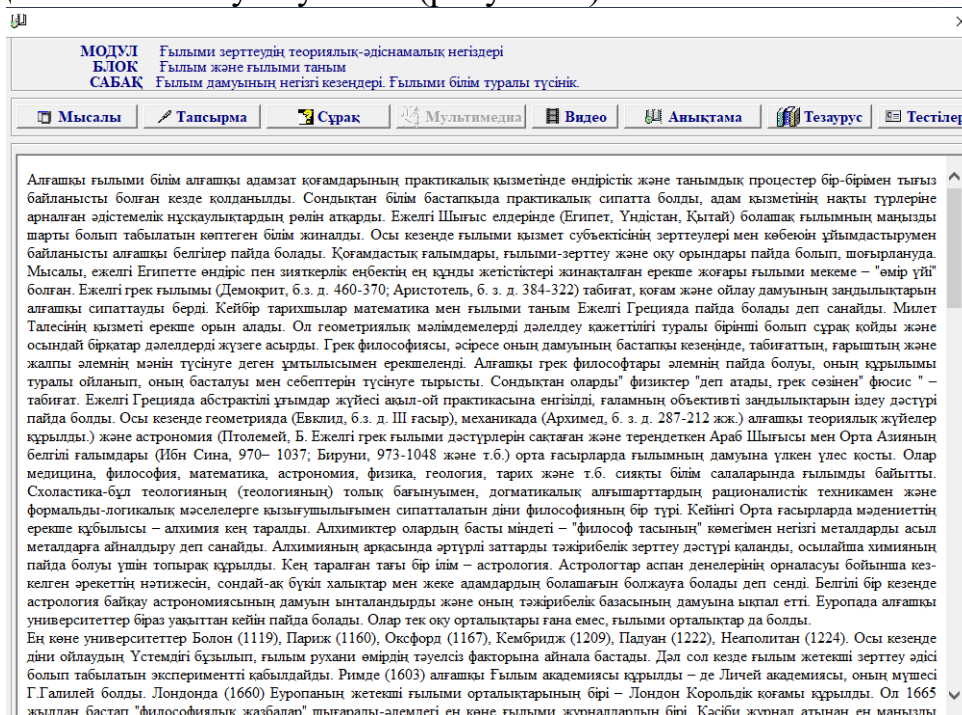 МОДУЛ Ғылыми зерттеудің теориялық-әдіснамалық негіздері
БЛОК Ғылым және ғылыми таным
САБАҚ Ғылым дамуының негізгі кезеңдері. Ғылыми білім туралы түсінік.
Мысалы Тапсырма Сұрақ Мультимедиа Видео Анықтама Тезаурус Тестілер
Алғашқы ғылыми білім алғашқы адамзат қоғамдарының практикалық қызметінде өндірістік және танымдық процестер бір-бірімен тығыз
байланысты болған кезде қолданылды. Сондықтан білім бастапқыда практикалық сипатта болды, адам қызметінің нақты түрлеріне
арналған әдістемелік нұсқаулықтардың рөлін атқарды. Ежелгі Шығыс елдерінде (Египет, Үндістан, Қытай) болашақ ғылымның маңызды
шарты болып табылатын көптеген білім жиналды. Осы кезеңде ғылыми қызмет субъектісінің зерттеулері мен көбеюін ұйымдастырумен
байланысты алғашқы белгілер пайда болады. Қоғамдастық ғалымдары, ғылыми-зерттеу және оқу орындары пайда болып, шоғырлануда.
Мысалы, ежелгі Египетте өндіріс пен зияткерлік еңбектің ең құнды жетістіктері жинақталған ерекше жоғары ғылыми мекеме – "өмір үйі"
болған. Ежелгі грек ғылымы (Демокрит, б.з. д. 460-370; Аристотель, б. з. д. 384-322) табиғат, қоғам және ойлау дамуының заңдылықтарын
алғашқы сипаттауды берді. Кейбір тарихшылар математика мен ғылыми таным Ежелгі Грецияда пайда болады деп санайды. Милет
Талесінің қызметі ерекше орын алады. Ол геометриялық мәлімдемелерді дәлелдеу қажеттілігі туралы бірінші болып сұрақ қойды және
осындай бірқатар дәлелдерді жүзеге асырды. Грек философиясы, әсіресе оның дамуының бастапқы кезеңінде, табиғаттың, ғарыштың және
жалпы әлемнің мәнін түсінуге деген ұмтылысымен ерекшеленеді. Алғашқы грек философтары әлемнің пайда болуы, оның құрылымы
туралы ойланып, оның басталуы мен себептерін түсінуге тырысты. Сондықтан оларды" физиктер "деп атады, грек сөзінен" фюсис " –
табиғат. Ежелгі Грецияда абстрактілі ұғымдар жүйесі ақыл-ой практикасына енгізілді, ғаламның объективті заңдылықтарын іздеу дәстүрі
пайда болды. Осы кезеңде геометрияда (Евклид, б.з. д. III ғасыр), механикада (Архимед, б. з. д. 287-212 жж.) алғашқы теориялық жүйелер
құрылды.) және астрономия (Птолемей, Б. Ежелгі грек ғылыми дәстүрлерін сақтаған және тереңдеткен Араб Шығысы мен Орта Азияның
белгілі ғалымдары (Ибн Сина, 970– 1037; Бируни, 973-1048 және т.б.) орта ғасырларда ғылымның дамуына үлкен үлес қосты. Олар
медицина, философия, математика, астрономия, физика, геология, тарих және т.б. сияқты білім салаларында ғылымды байытты.
Схоластика-бұл теологияның (теологияның) толық бағынуымен, догматикалық алғышарттардың рационалистік техникамен және
формальды-логикалық мәселелерге қызығушылығымен сипатталатын діни философияның бір түрі. Кейінгі Орта ғасырларда мәдениеттің
ерекше құбылысы – алхимия кең таралды. Алхимиктер олардың басты міндеті – "философ тасының" көмегімен негізгі металдарды асыл
металдарға айналдыру деп санайды. Алхимияның арқасында әртүрлі заттарды тәжірибелік зерттеу дәстүрі қаланды, осылайша химияның
пайда болуы үшін топырақ құрылды. Кең таралған тағы бір ілім – астрология. Астрологтар аспан денелерінің орналасуы бойынша кез-
келген әрекеттің нәтижесін, сондай-ақ бүкіл халықтар мен жеке адамдардың болашағын болжауға болады деп сенді. Белгілі бір кезеңде
астрология байқау астрономиясының дамуын ынталандырды және оның тәжірибелік базасының дамуына ықпал етті. Еуропада алғашқы
университеттер біраз уақыттан кейін пайда болады. Олар тек оқу орталықтары ғана емес, ғылыми орталықтар да болды.
Ең көне университеттер Болон (1119), Париж (1160), Оксфорд (1167), Кембридж (1209), Падуан (1222), Неаполитан (1224). Осы кезеңде
діни ойлаудың Үстемдігі бұзылып, ғылым рухани өмірдің тәуелсіз факторына айнала бастады. Дәл сол кезде ғылым жетекші зерттеу әдісі
болып табылатын экспериментті қабылдайды. Римде (1603) алғашқы Ғылым академиясы құрылды – де Личей академиясы, оның мүшесі
Г.Галилей болды. Лондонда (1660) Еуропаның жетекші ғылыми орталықтарының бірі – Лондон Корольдік қоғамы құрылды. Ол 1665
жылдан бастап "философиялық жазбалар" шығарады-әлемдегі ең көне ғылыми журналдардың бірі. Кәсіби журнал атынан ең маңызды